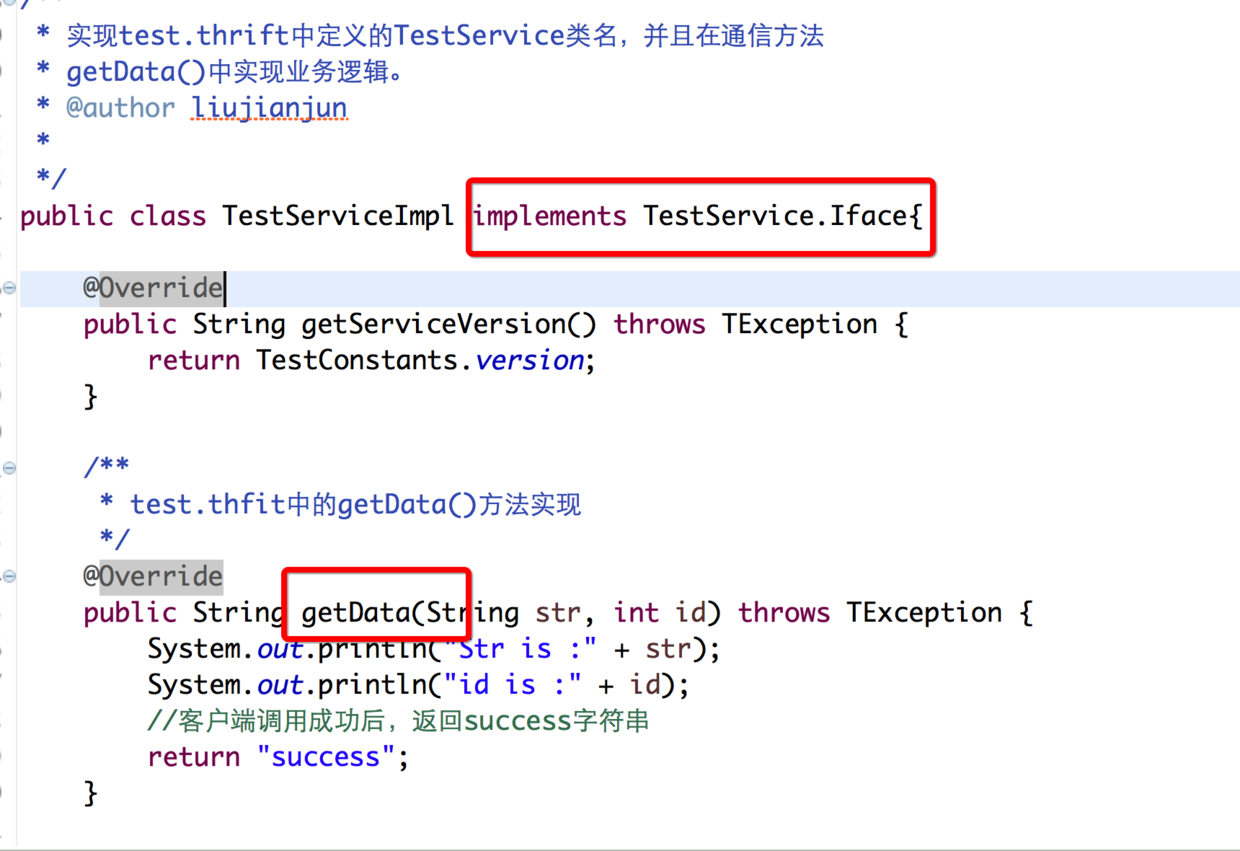 /**
* 实现test.thrift中定义的TestService类名，并且在通信方法
* getData()中实现业务逻辑。
* @author liujianjun
*
*/
public class TestServiceImpl implements TestService.Iface{
@Override
public String getServiceVersion() throws TException {
return TestConstants.version;
}
/**
* test.thfit中的getData()方法实现
*/
@Override
public String getData(String str, int id) throws TException {
System.out.println("Str is :" + str);
System.out.println("id is :" + id);
//客户端调用成功后，返回success字符串
return "success";
}